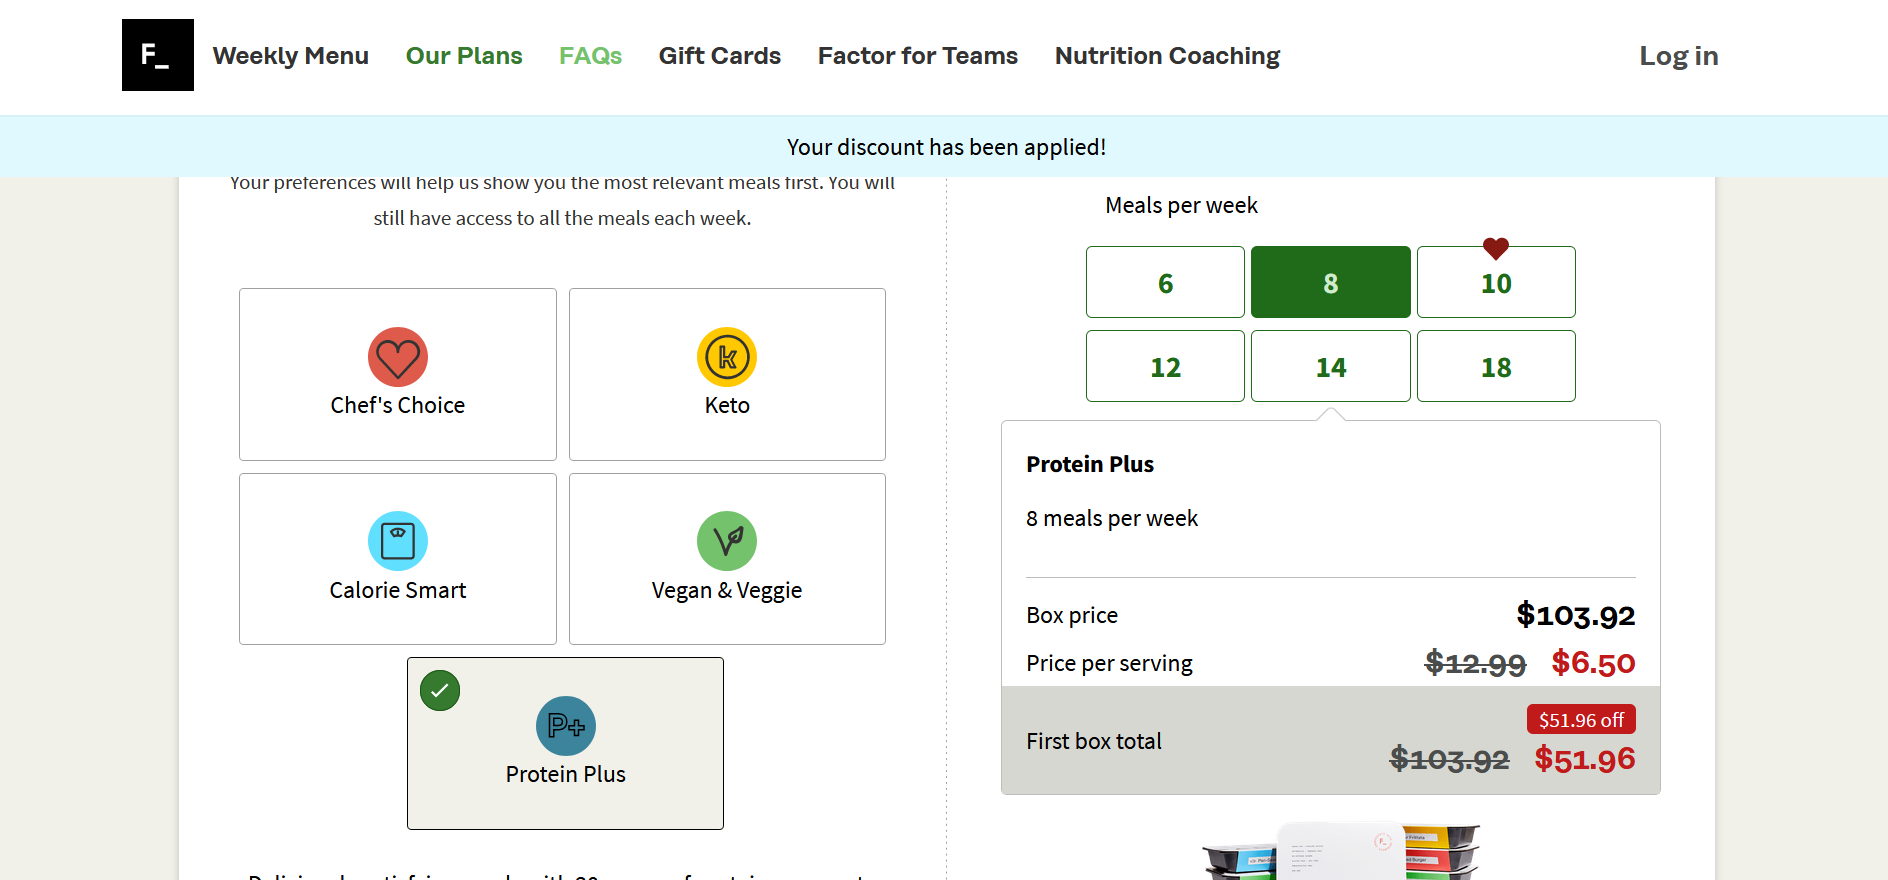 F_
Weekly Menu
Our Plans
FAQs
Gift Cards
Factor for Teams
Nutrition Coaching
Log in
Your discount has been applied!
Your preferences will help us show you the most relevant meals first. You will
still have access to all the meals each week.
Chef's Choice
Keto
Calorie Smart
Vegan & Veggie
P+
Protein Plus
Meals per week
6
8
10
12
14
18
Protein Plus
8 meals per week
Box price
$103.92
Price per serving
$12.99 $6.50
First box total
$51.96 off
$103.92 $51.96